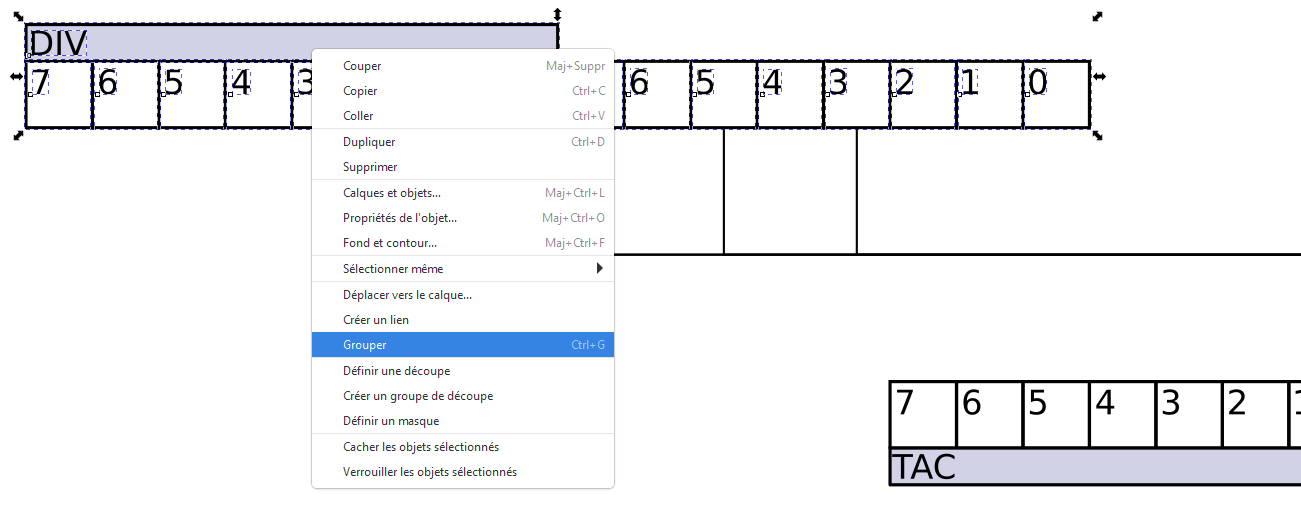 DIV
7 6 5 4 3 6 5 4 3 2 1 0
Couper Maj+Suppr
Copier Ctrl+C
Coller Ctrl+V
Dupliquer Ctrl+D
Supprimer
Calques et objets... Maj+Ctrl+L
Propriétés de l'objet... Maj+Ctrl+O
Fond et contour... Maj+Ctrl+F
Sélectionner même
Déplacer vers le calque...
Créer un lien
Grouper Ctrl+G
Définir une découpe
Créer un groupe de découpe
Définir un masque
Cacher les objets sélectionnés
Verrouiller les objets sélectionnés
7 6 5 4 3 2 1
TAC